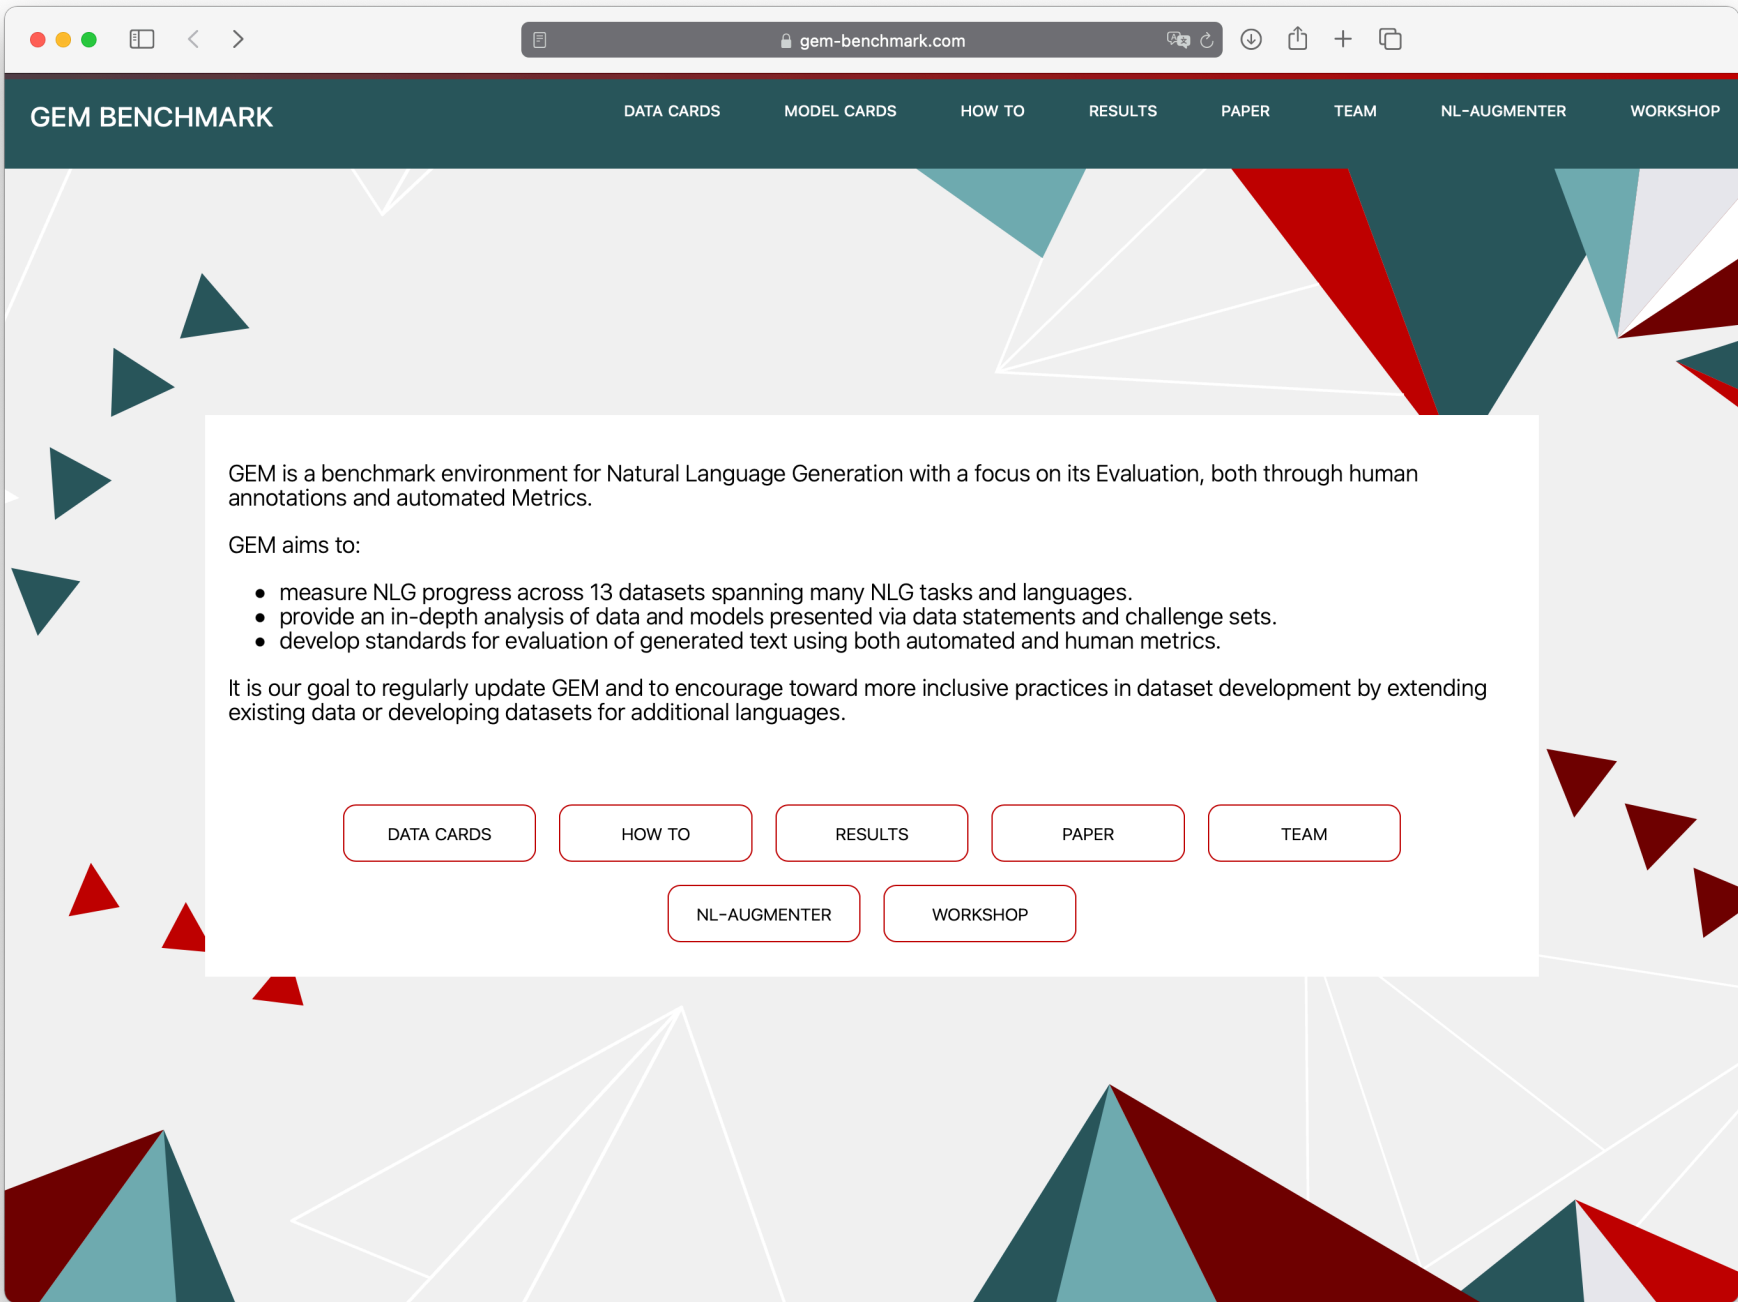 gem-benchmark.com
GEM BENCHMARK
DATA CARDS
MODEL CARDS
HOW TO
RESULTS
PAPER
TEAM
NL-AUGMENTER
WORKSHOP
GEM is a benchmark environment for Natural Language Generation with a focus on its Evaluation, both through human
annotations and automated Metrics.
GEM aims to:
• measure NLG progress across 13 datasets spanning many NLG tasks and languages.
• provide an in-depth analysis of data and models presented via data statements and challenge sets.
• develop standards for evaluation of generated text using both automated and human metrics.
It is our goal to regularly update GEM and to encourage toward more inclusive practices in dataset development by extending
existing data or developing datasets for additional languages.
DATA CARDS
HOW TO
RESULTS
PAPER
TEAM
NL-AUGMENTER
WORKSHOP